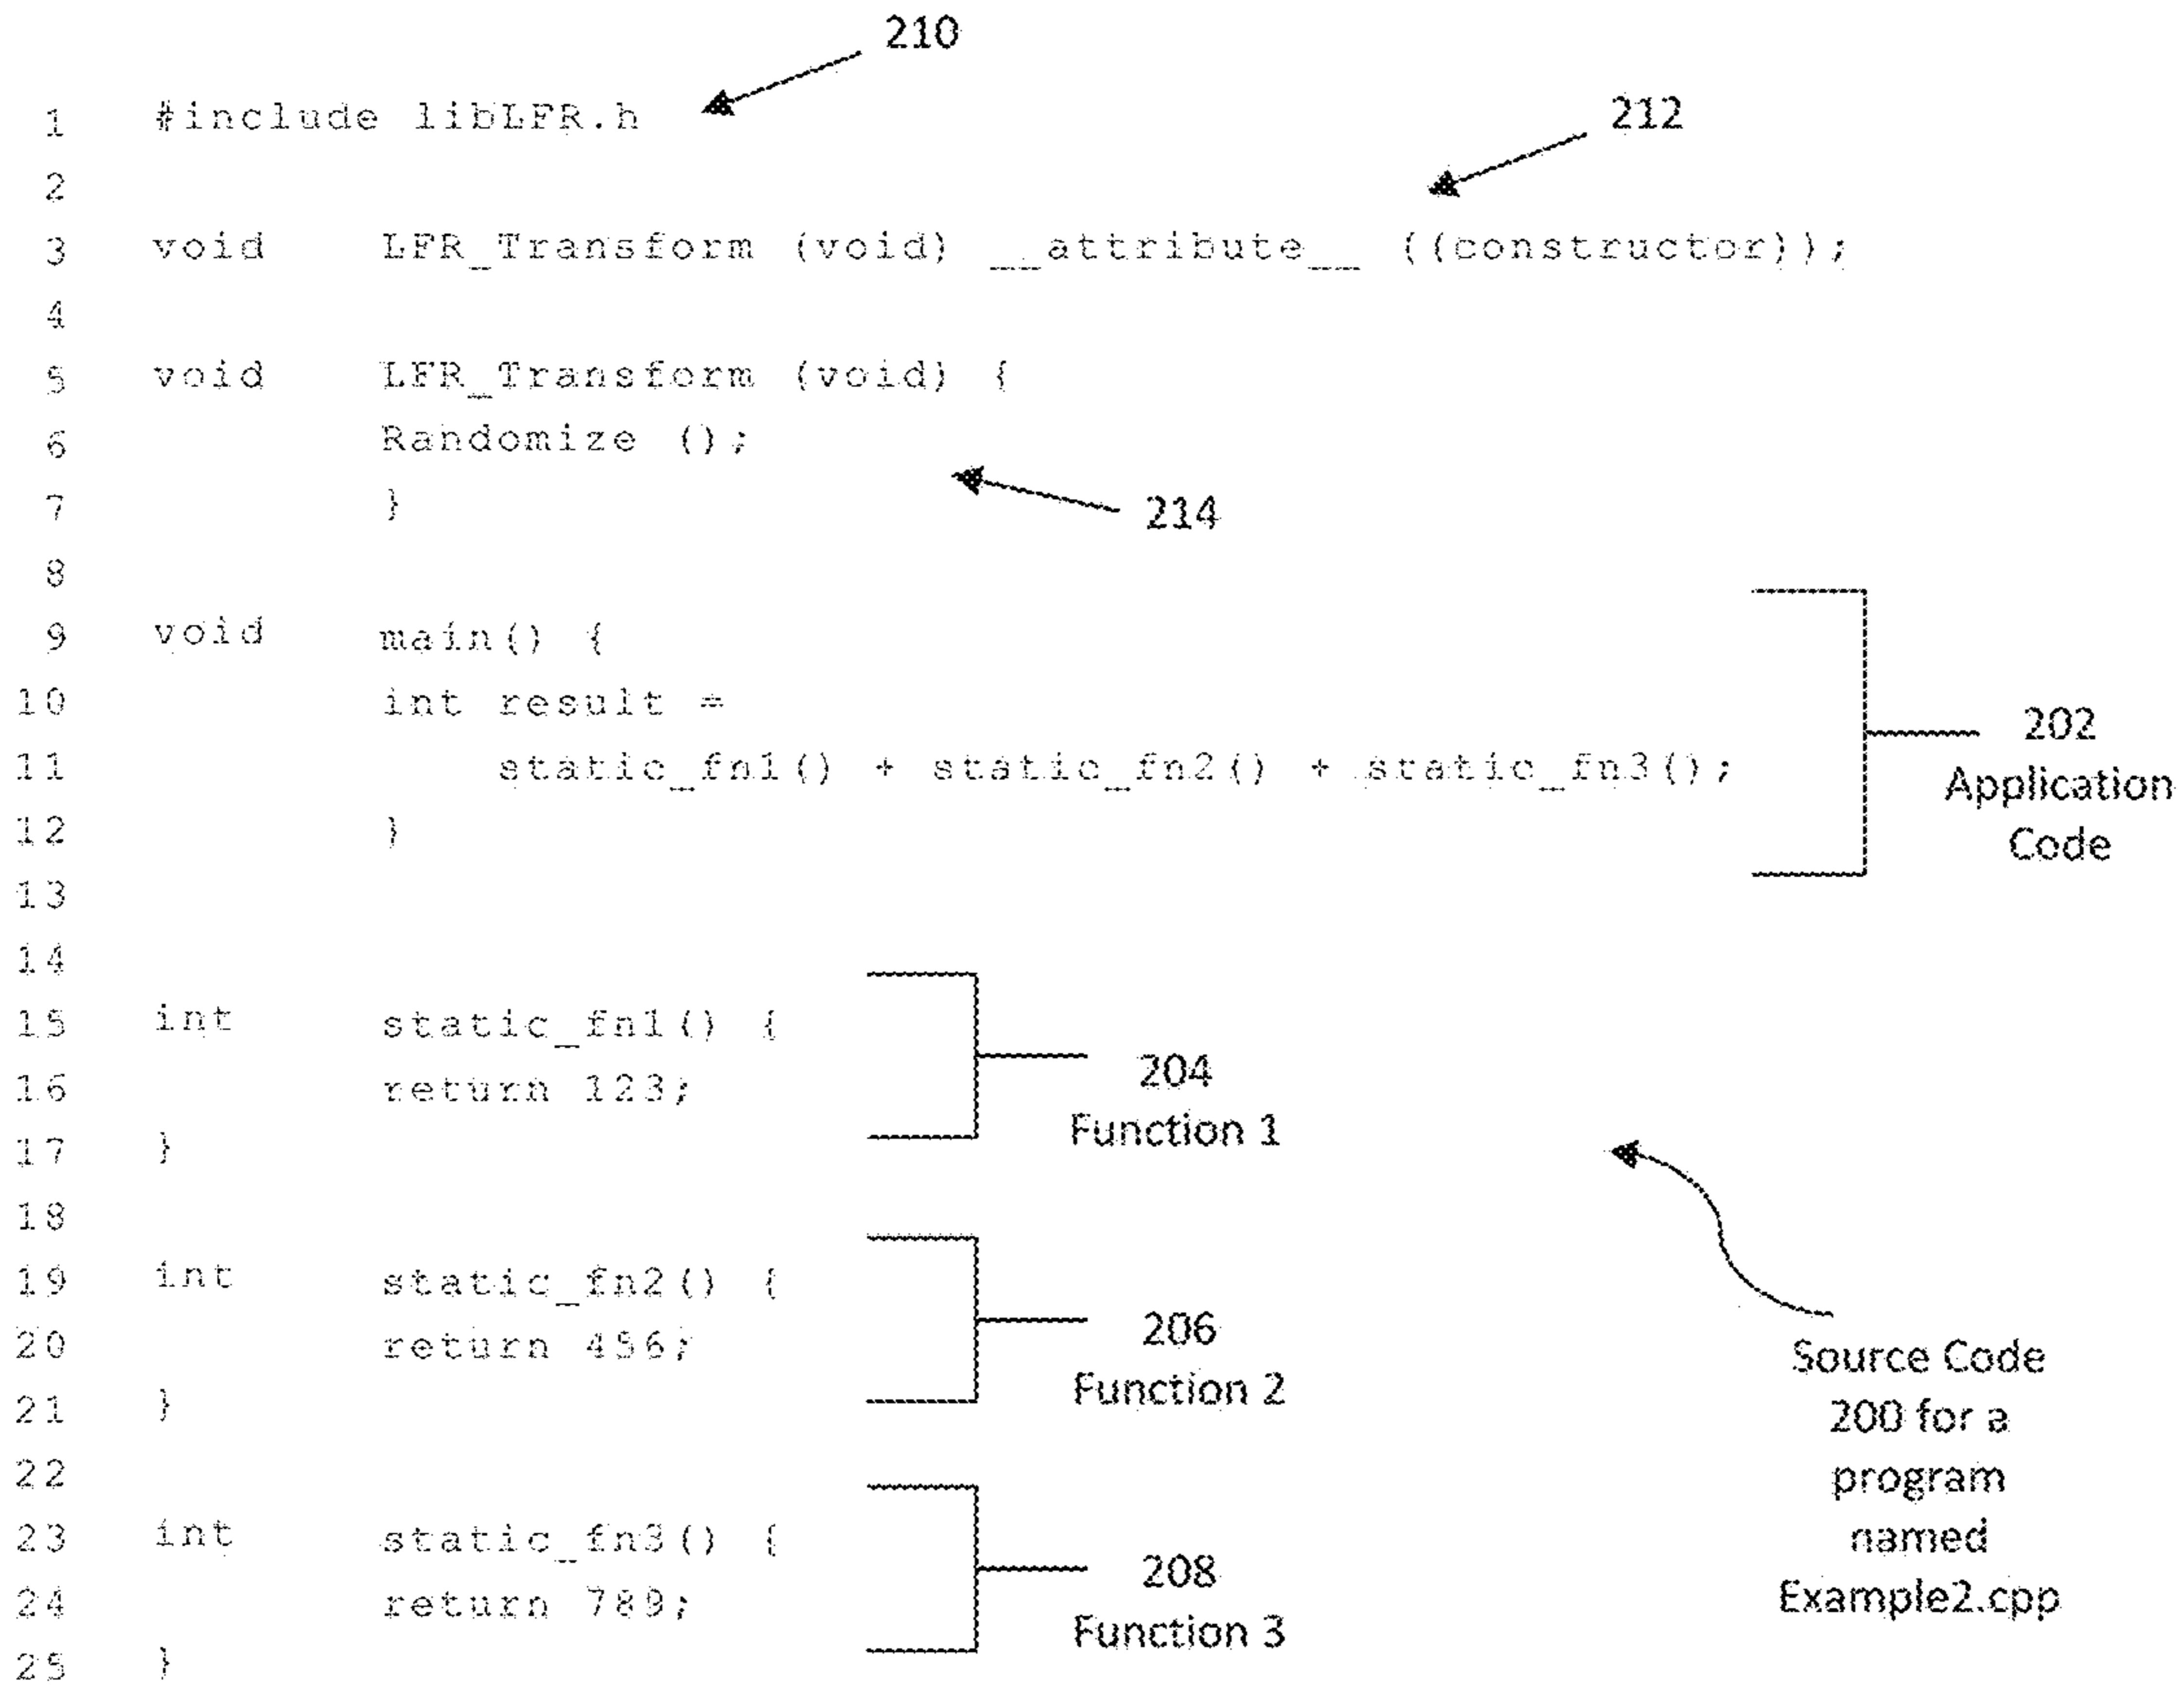 210
1 #include libLFR.h
212
2
3 void LFR_Transform (void) __attribute__ ((constructor));
4
5 void LFR_Transform (void) {
6 Randomize ();
7 }
214
8
9 void main() {
10 int result =
11 static_fn1() + static_fn2() + static_fn3();
12 }
202
Application
Code
13
14
15 int static_fn1() {
16 return 123;
17 }
204
Function 1
18
19 int static_fn2() {
20 return 456;
21 }
206
Function 2
22
23 int static_fn3() {
24 return 789;
25 }
208
Function 3
Source Code
200 for a
program
named
Example2.cpp